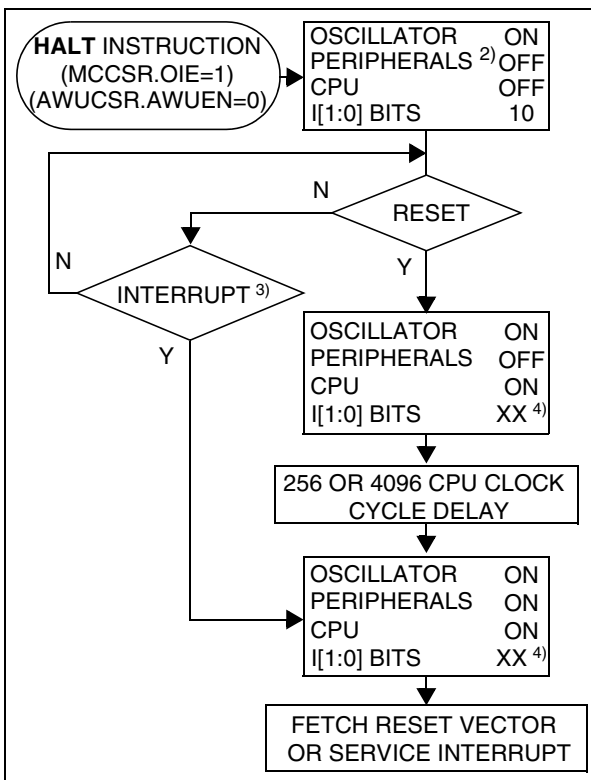 HALT INSTRUCTION
(MCCSR.OIE=1)
(AWUCSR.AWUEN=0)
OSCILLATOR ON
PERIPHERALS 2) OFF
CPU OFF
I[1:0] BITS 10
N
RESET
N
Y
INTERRUPT 3)
Y
OSCILLATOR ON
PERIPHERALS OFF
CPU ON
I[1:0] BITS XX 4)
256 OR 4096 CPU CLOCK
CYCLE DELAY
OSCILLATOR ON
PERIPHERALS ON
CPU ON
I[1:0] BITS XX 4)
FETCH RESET VECTOR
OR SERVICE INTERRUPT